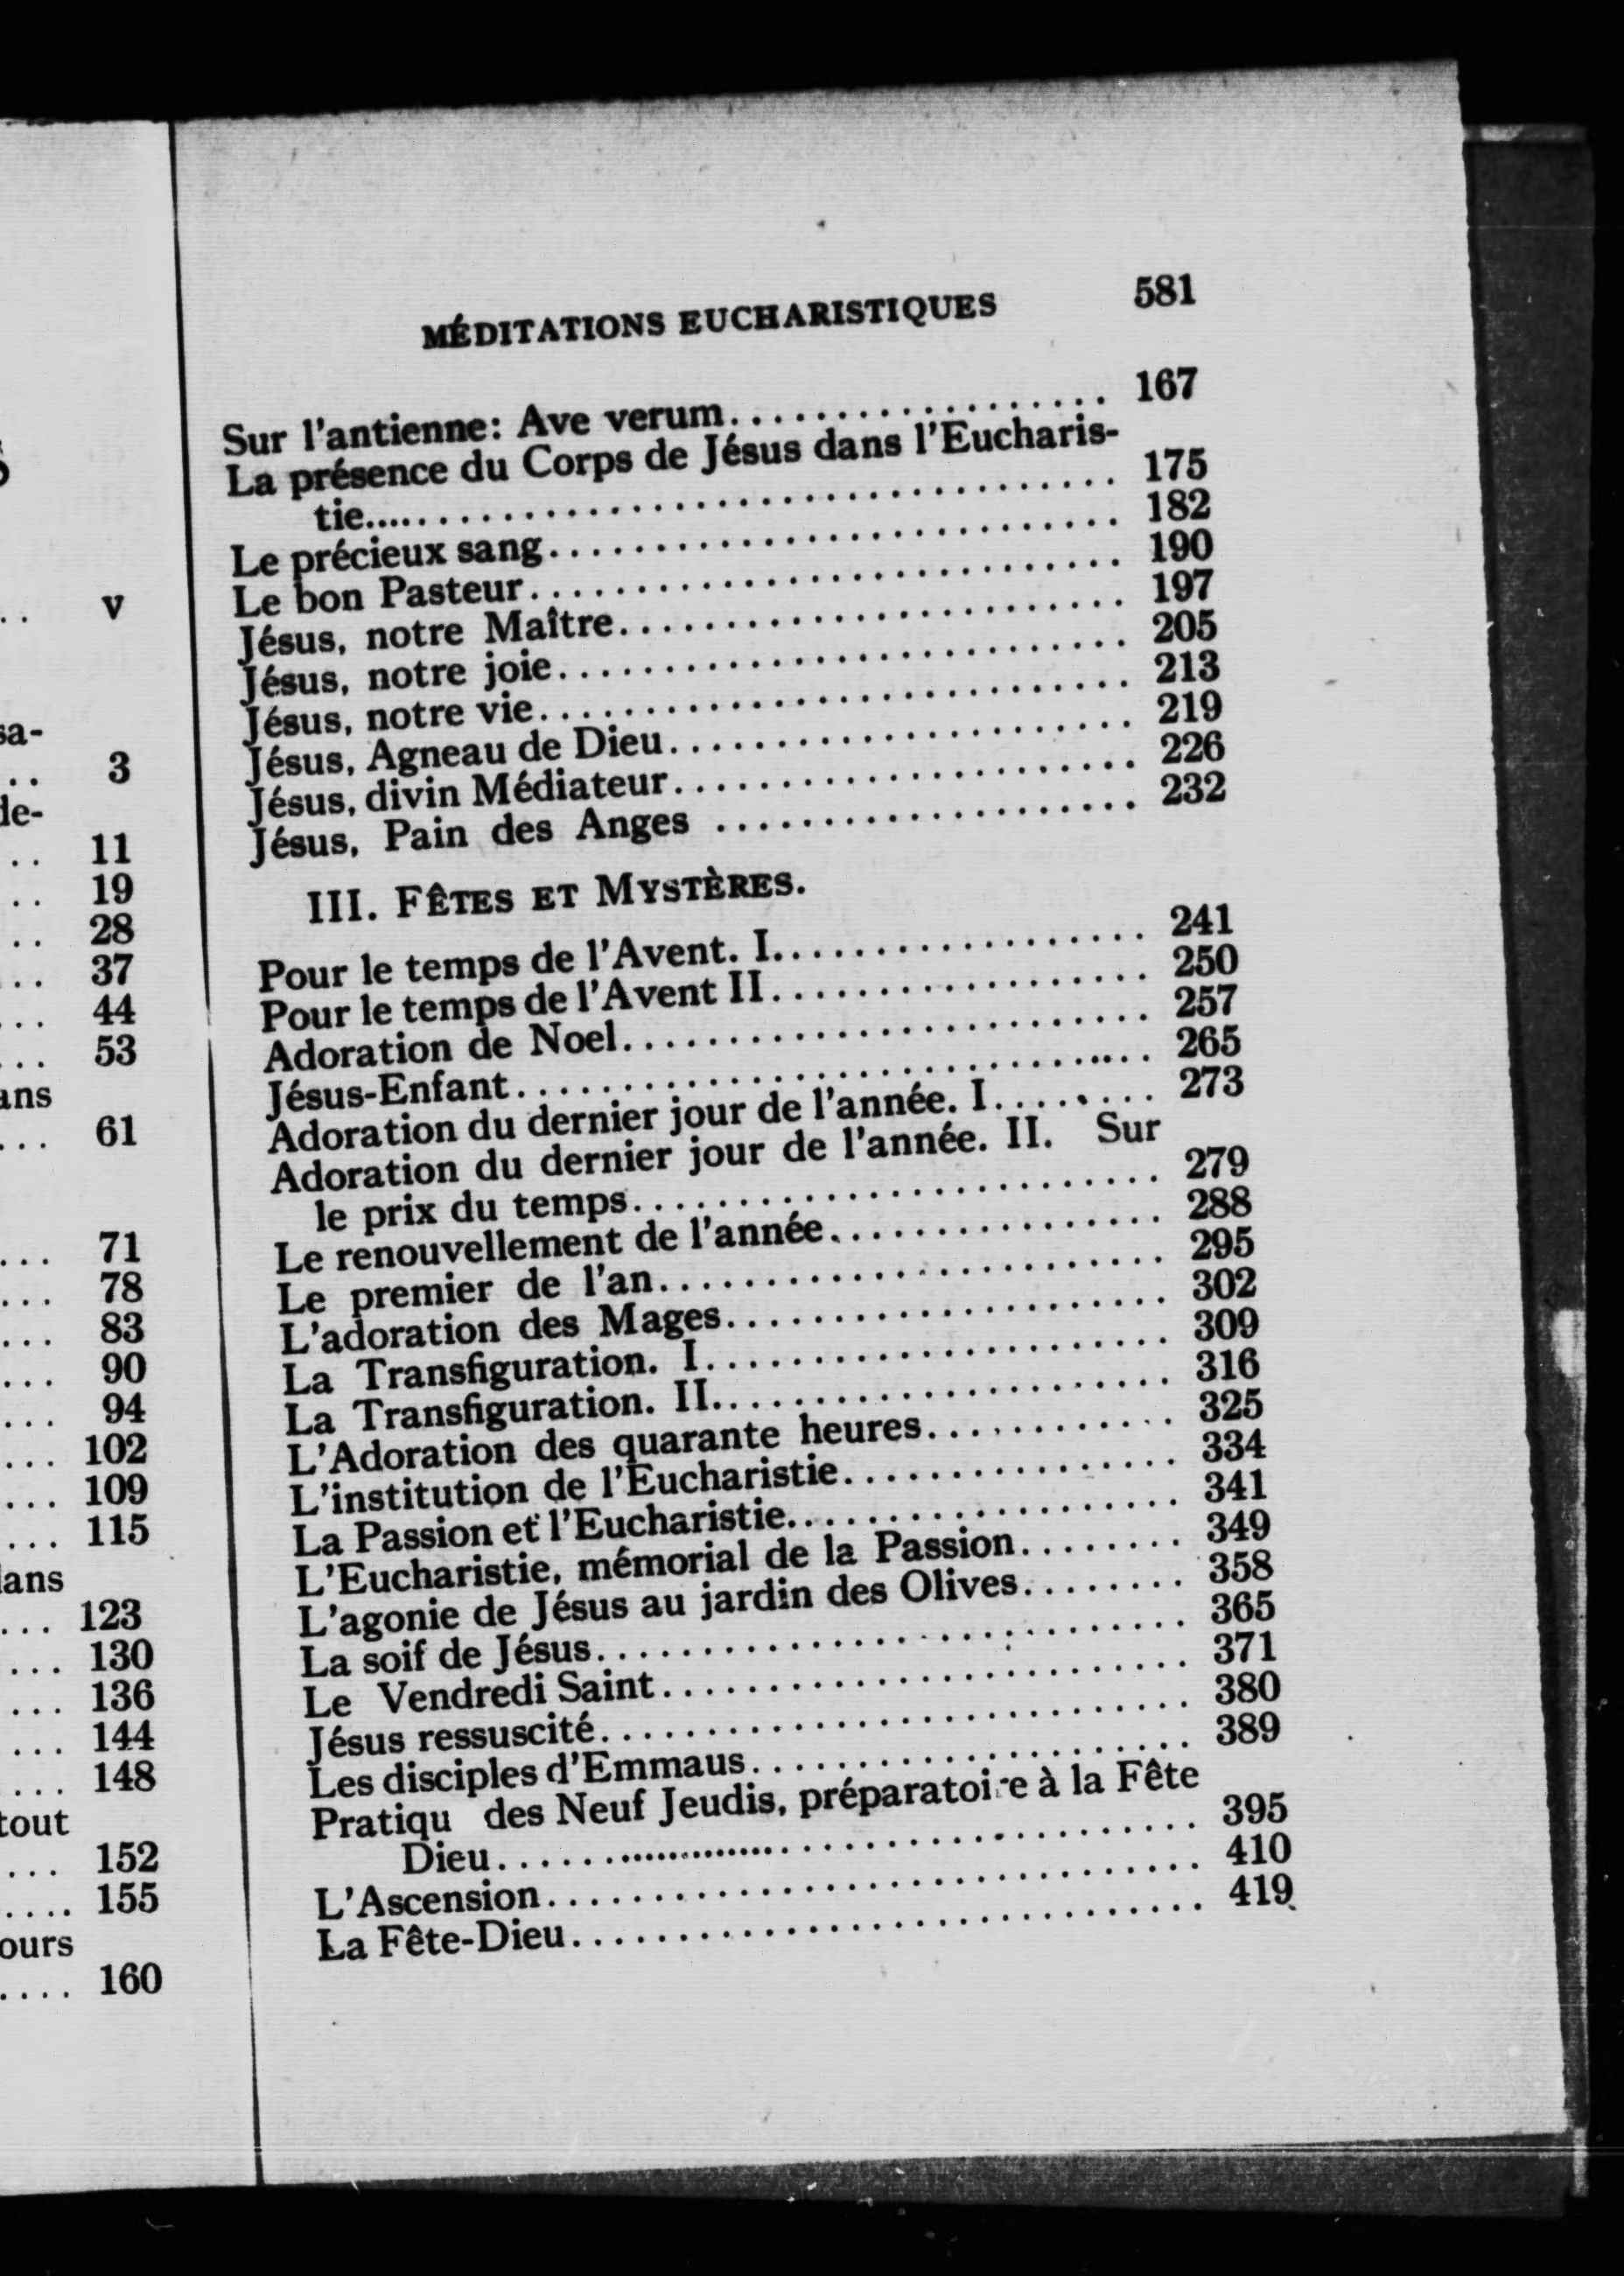 .. V
sa-
.. 3
de-
.. 11
.. 19
.. 28
... 37
... 44
... 53
ans
... 61
... 71
... 78
... 83
... 90
... 94
... 102
... 109
... 115
dans
... 123
... 130
... 136
... 144
.... 148
tout
... 152
.... 155
ours
.... 160
MÉDITATIONS EUCHARISTIQUES 581
Sur l'antienne: Ave verum.................. 167
La présence du Corps de Jésus dans l'Eucharis-
tie..................................... 175
Le précieux sang........................... 182
Le bon Pasteur............................ 190
Jésus, notre Maître........................ 197
Jésus, notre joie........................... 205
Jésus, notre vie............................ 213
Jésus, Agneau de Dieu...................... 219
Jésus, divin Médiateur...................... 226
Jésus, Pain des Anges .................... 232
III. FÊTES ET MYSTÈRES.
Pour le temps de l'Avent. I.................. 241
Pour le temps de l'Avent II.................. 250
Adoration de Noel......................... 257
Jésus-Enfant.............................. 265
Adoration du dernier jour de l'année. I........ 273
Adoration du dernier jour de l'année. II. Sur
le prix du temps......................... 279
Le renouvellement de l'année................ 288
Le premier de l'an........................ 295
L'adoration des Mages..................... 302
La Transfiguration. I...................... 309
La Transfiguration. II...................... 316
L'Adoration des quarante heures............ 325
L'institution de l'Eucharistie................ 334
La Passion et l'Eucharistie................... 341
L'Eucharistie, mémorial de la Passion........ 349
L'agonie de Jésus au jardin des Olives........ 358
La soif de Jésus............................ 365
Le Vendredi Saint......................... 371
Jésus ressuscité............................ 380
Les disciples d'Emmaus..................... 389
Pratiqu des Neuf Jeudis, préparatoire à la Fête
Dieu.................................... 395
L'Ascension............................... 410
La Fête-Dieu.............................. 419